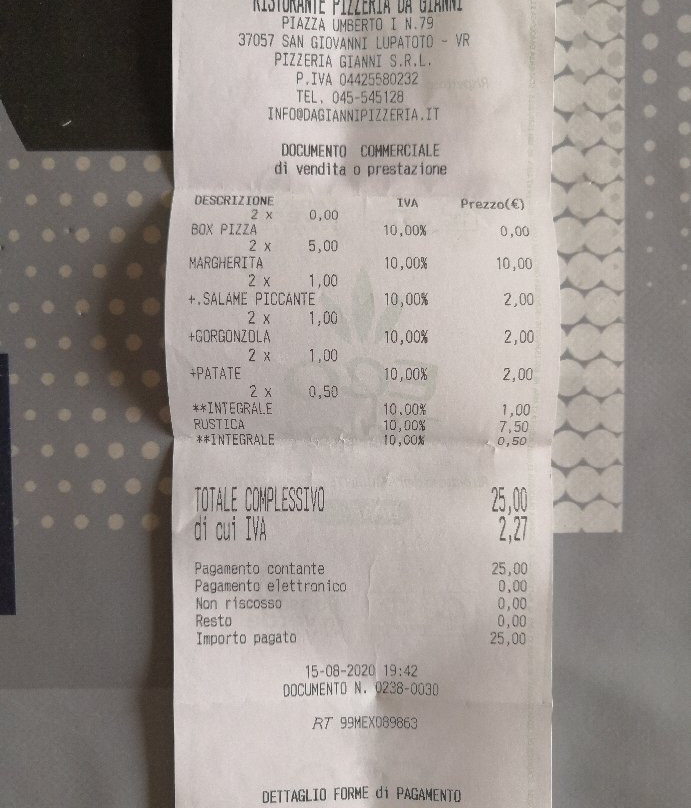 RISTORANTE PIZZERIA DA GIANNI
PIAZZA UMBERTO I N.79
37057 SAN GIOVANNI LUPATOTO - VR
PIZZERIA GIANNI S.R.L.
P.IVA 04425580232
TEL. 045-545128
INFO@DAGIANNIPIZZERIA.IT
DOCUMENTO COMMERCIALE
di vendita o prestazione
DESCRIZIONE IVA Prezzo(€)
2 x 0,00
BOX PIZZA 10,00% 0,00
2 x 5,00
MARGHERITA 10,00% 10,00
2 x 1,00
+.SALAME PICCANTE 10,00% 2,00
2 x 1,00
+GORGONZOLA 10,00% 2,00
2 x 1,00
+PATATE 10,00% 2,00
2 x 0,50
**INTEGRALE 10,00% 1,00
RUSTICA 10,00% 7,50
**INTEGRALE 10,00% 0,50
TOTALE COMPLESSIVO 25,00
di cui IVA 2,27
Pagamento contante 25,00
Pagamento elettronico 0,00
Non riscosso 0,00
Resto 0,00
Importo pagato 25,00
15-08-2020 19:42
DOCUMENTO N. 0238-0030
RT 99MEX089663
DETTAGLIO FORME di PAGAMENTO